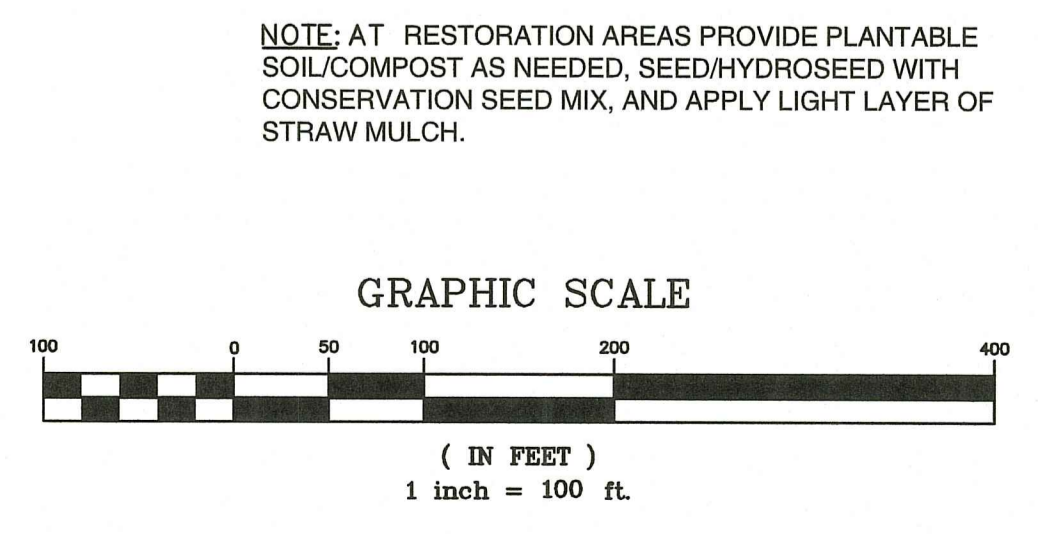 NOTE: AT RESTORATION AREAS PROVIDE PLANTABLE
SOIL/COMPOST AS NEEDED, SEED/HYDROSEED WITH
CONSERVATION SEED MIX, AND APPLY LIGHT LAYER OF
STRAW MULCH.
GRAPHIC SCALE
100 0 50 100 200 400
( IN FEET )
1 inch = 100 ft.